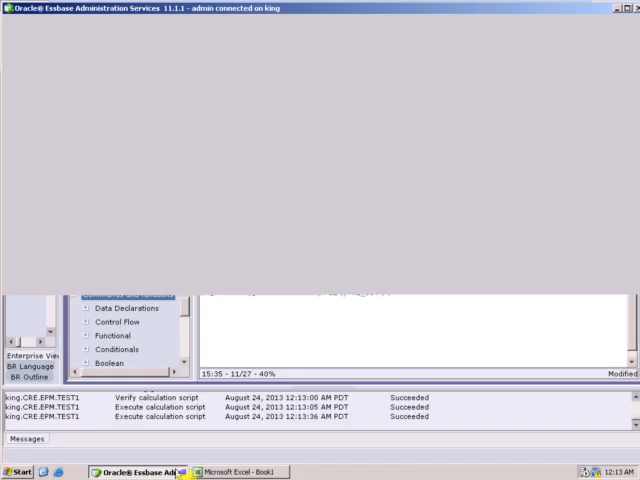 Oracle® Essbase Administration Services 11.1.1 - admin connected on king
Data Declarations
Control Flow
Functional
Conditionals
Boolean
Enterprise View
BR Language
BR Outline
15:35 - 11/27 - 40%
Modified
king.CRE.EPM.TEST1 Verify calculation script August 24, 2013 12:13:00 AM PDT Succeeded
king.CRE.EPM.TEST1 Execute calculation script August 24, 2013 12:13:05 AM PDT Succeeded
king.CRE.EPM.TEST1 Execute calculation script August 24, 2013 12:13:36 AM PDT Succeeded
Messages
Start Oracle® Essbase Adi Microsoft Excel - Book1 12:13 AM